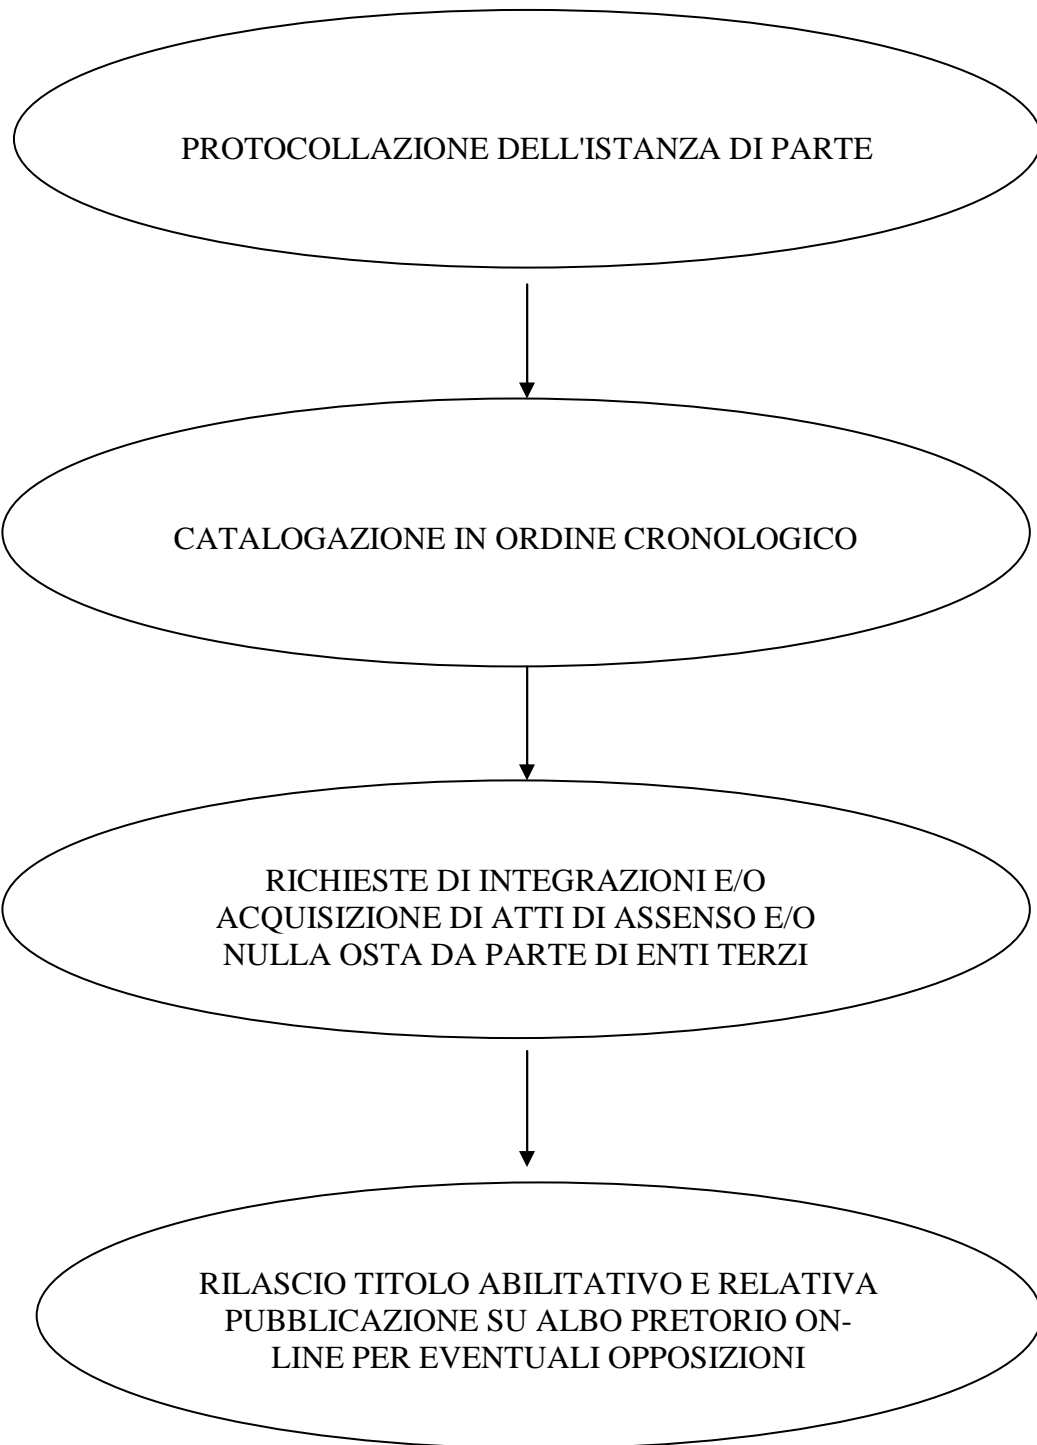 PROTOCOLLAZIONE DELL'ISTANZA DI PARTE
CATALOGAZIONE IN ORDINE CRONOLOGICO
RICHIESTE DI INTEGRAZIONI E/O
ACQUISIZIONE DI ATTI DI ASSENSO E/O
NULLA OSTA DA PARTE DI ENTI TERZI
RILASCIO TITOLO ABILITATIVO E RELATIVA
PUBBLICAZIONE SU ALBO PRETORIO ON-
LINE PER EVENTUALI OPPOSIZIONI